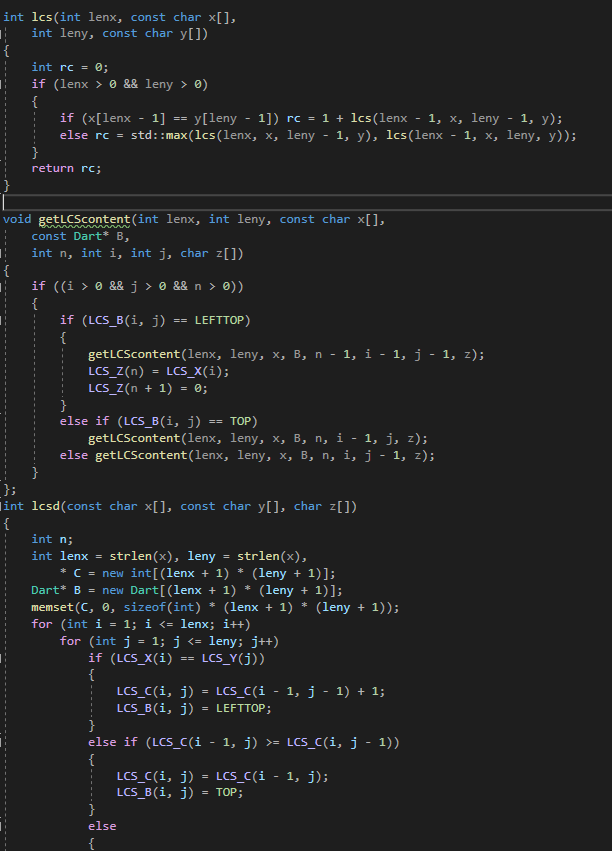 int lcs(int lenx, const char x[],
    int leny, const char y[])
{
    int rc = 0;
    if (lenx > 0 && leny > 0)
    {
        if (x[lenx - 1] == y[leny - 1]) rc = 1 + lcs(lenx - 1, x, leny - 1, y);
        else rc = std::max(lcs(lenx, x, leny - 1, y), lcs(lenx - 1, x, leny, y));
    }
    return rc;
}
void getLCScontent(int lenx, int leny, const char x[],
    const Dart* B,
    int n, int i, int j, char z[])
{
    if ((i > 0 && j > 0 && n > 0))
    {
        if (LCS_B(i, j) == LEFTTOP)
        {
            getLCScontent(lenx, leny, x, B, n - 1, i - 1, j - 1, z);
            LCS_Z(n) = LCS_X(i);
            LCS_Z(n + 1) = 0;
        }
        else if (LCS_B(i, j) == TOP)
            getLCScontent(lenx, leny, x, B, n, i - 1, j, z);
        else getLCScontent(lenx, leny, x, B, n, i, j - 1, z);
    }
};
int lcsd(const char x[], const char y[], char z[])
{
    int n;
    int lenx = strlen(x), leny = strlen(x),
        * C = new int[(lenx + 1) * (leny + 1)];
    Dart* B = new Dart[(lenx + 1) * (leny + 1)];
    memset(C, 0, sizeof(int) * (lenx + 1) * (leny + 1));
    for (int i = 1; i <= lenx; i++)
        for (int j = 1; j <= leny; j++)
            if (LCS_X(i) == LCS_Y(j))
            {
                LCS_C(i, j) = LCS_C(i - 1, j - 1) + 1;
                LCS_B(i, j) = LEFTTOP;
            }
            else if (LCS_C(i - 1, j) >= LCS_C(i, j - 1))
            {
                LCS_C(i, j) = LCS_C(i - 1, j);
                LCS_B(i, j) = TOP;
            }
            else
            {